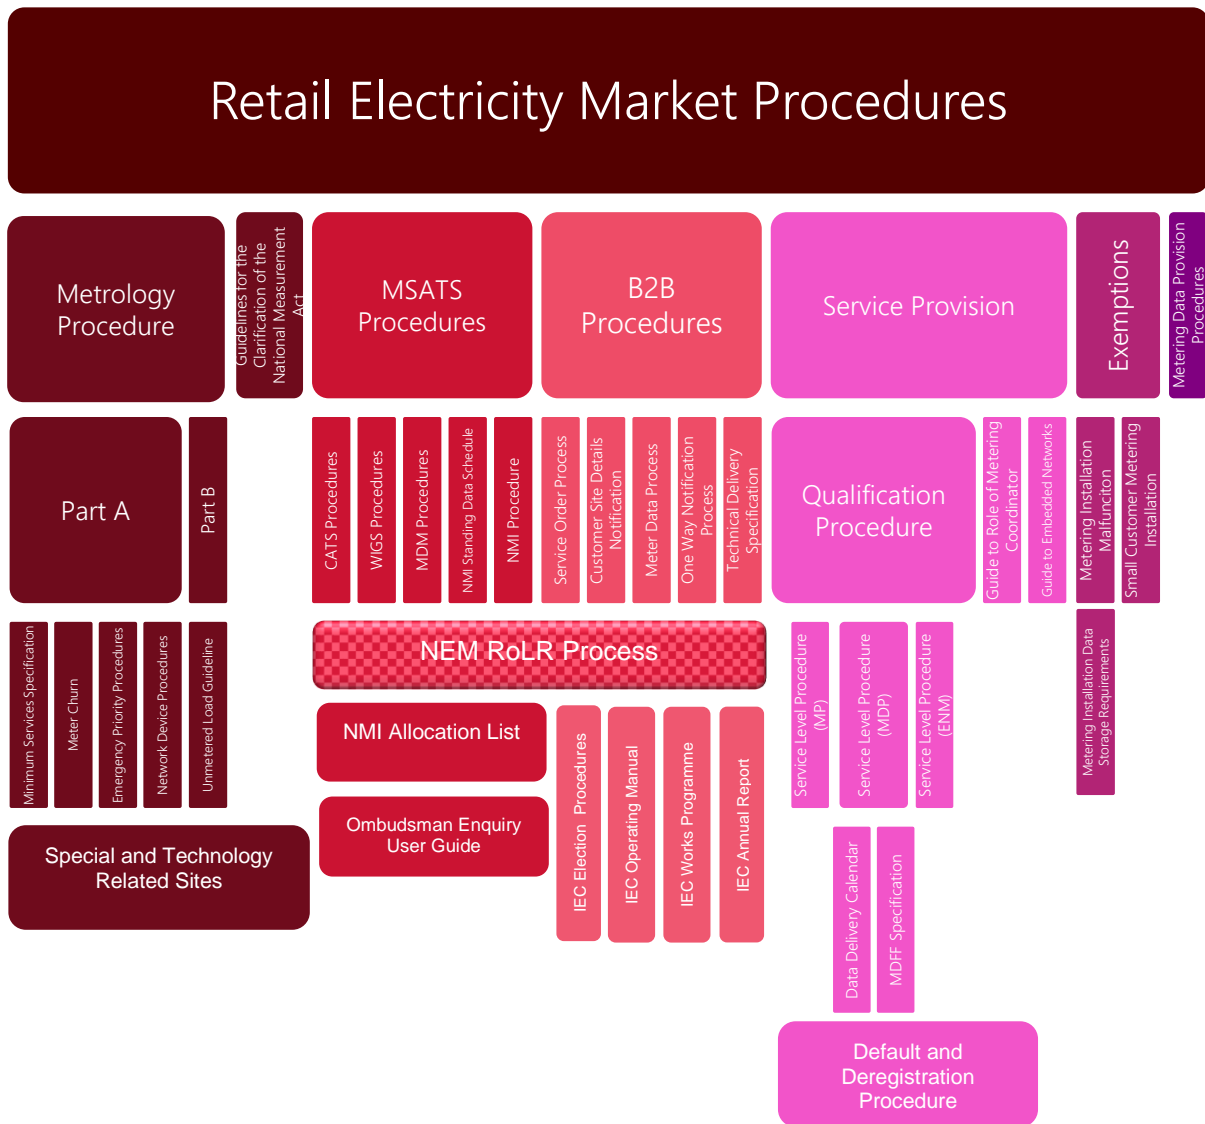 Retail Electricity Market Procedures
Metrology
Procedure
Guidelines for the
Clarification of the
National Measurement
Act
MSATS
Procedures
B2B
Procedures
Service Provision
Exemptions
Metering Data Provision
Procedures
Part A
Part B
CATS Procedures
WIGS Procedures
MDM Procedures
NMI Standing Data Schedule
NMI Procedure
Service Order Process
Customer Site Details
Notification
Meter Data Process
One Way Notification
Process
Technical Delivery
Specification
Qualification
Procedure
Guide to Role of Metering
Coordinator
Guide to Embedded Networks
Metering Installation
Malfunciton
Small Customer Metering
Installation
Minimum Services Specification
Meter Churn
Emergency Priority Procedures
Network Device Procedures
Unmetered Load Guideline
NEM RoLR Process
Service Level Procedure
(MP)
Service Level Procedure
(MDP)
Service Level Procedure
(ENM)
Metering Installation Data
Storage Requirements
NMI Allocation List
Ombudsman Enquiry
User Guide
IEC Election  Procedures
IEC Operating Manual
IEC Works Programme
IEC Annual Report
Special and Technology
Related Sites
Data Delivery Calendar
MDFF Specification
Default and
Deregistration
Procedure